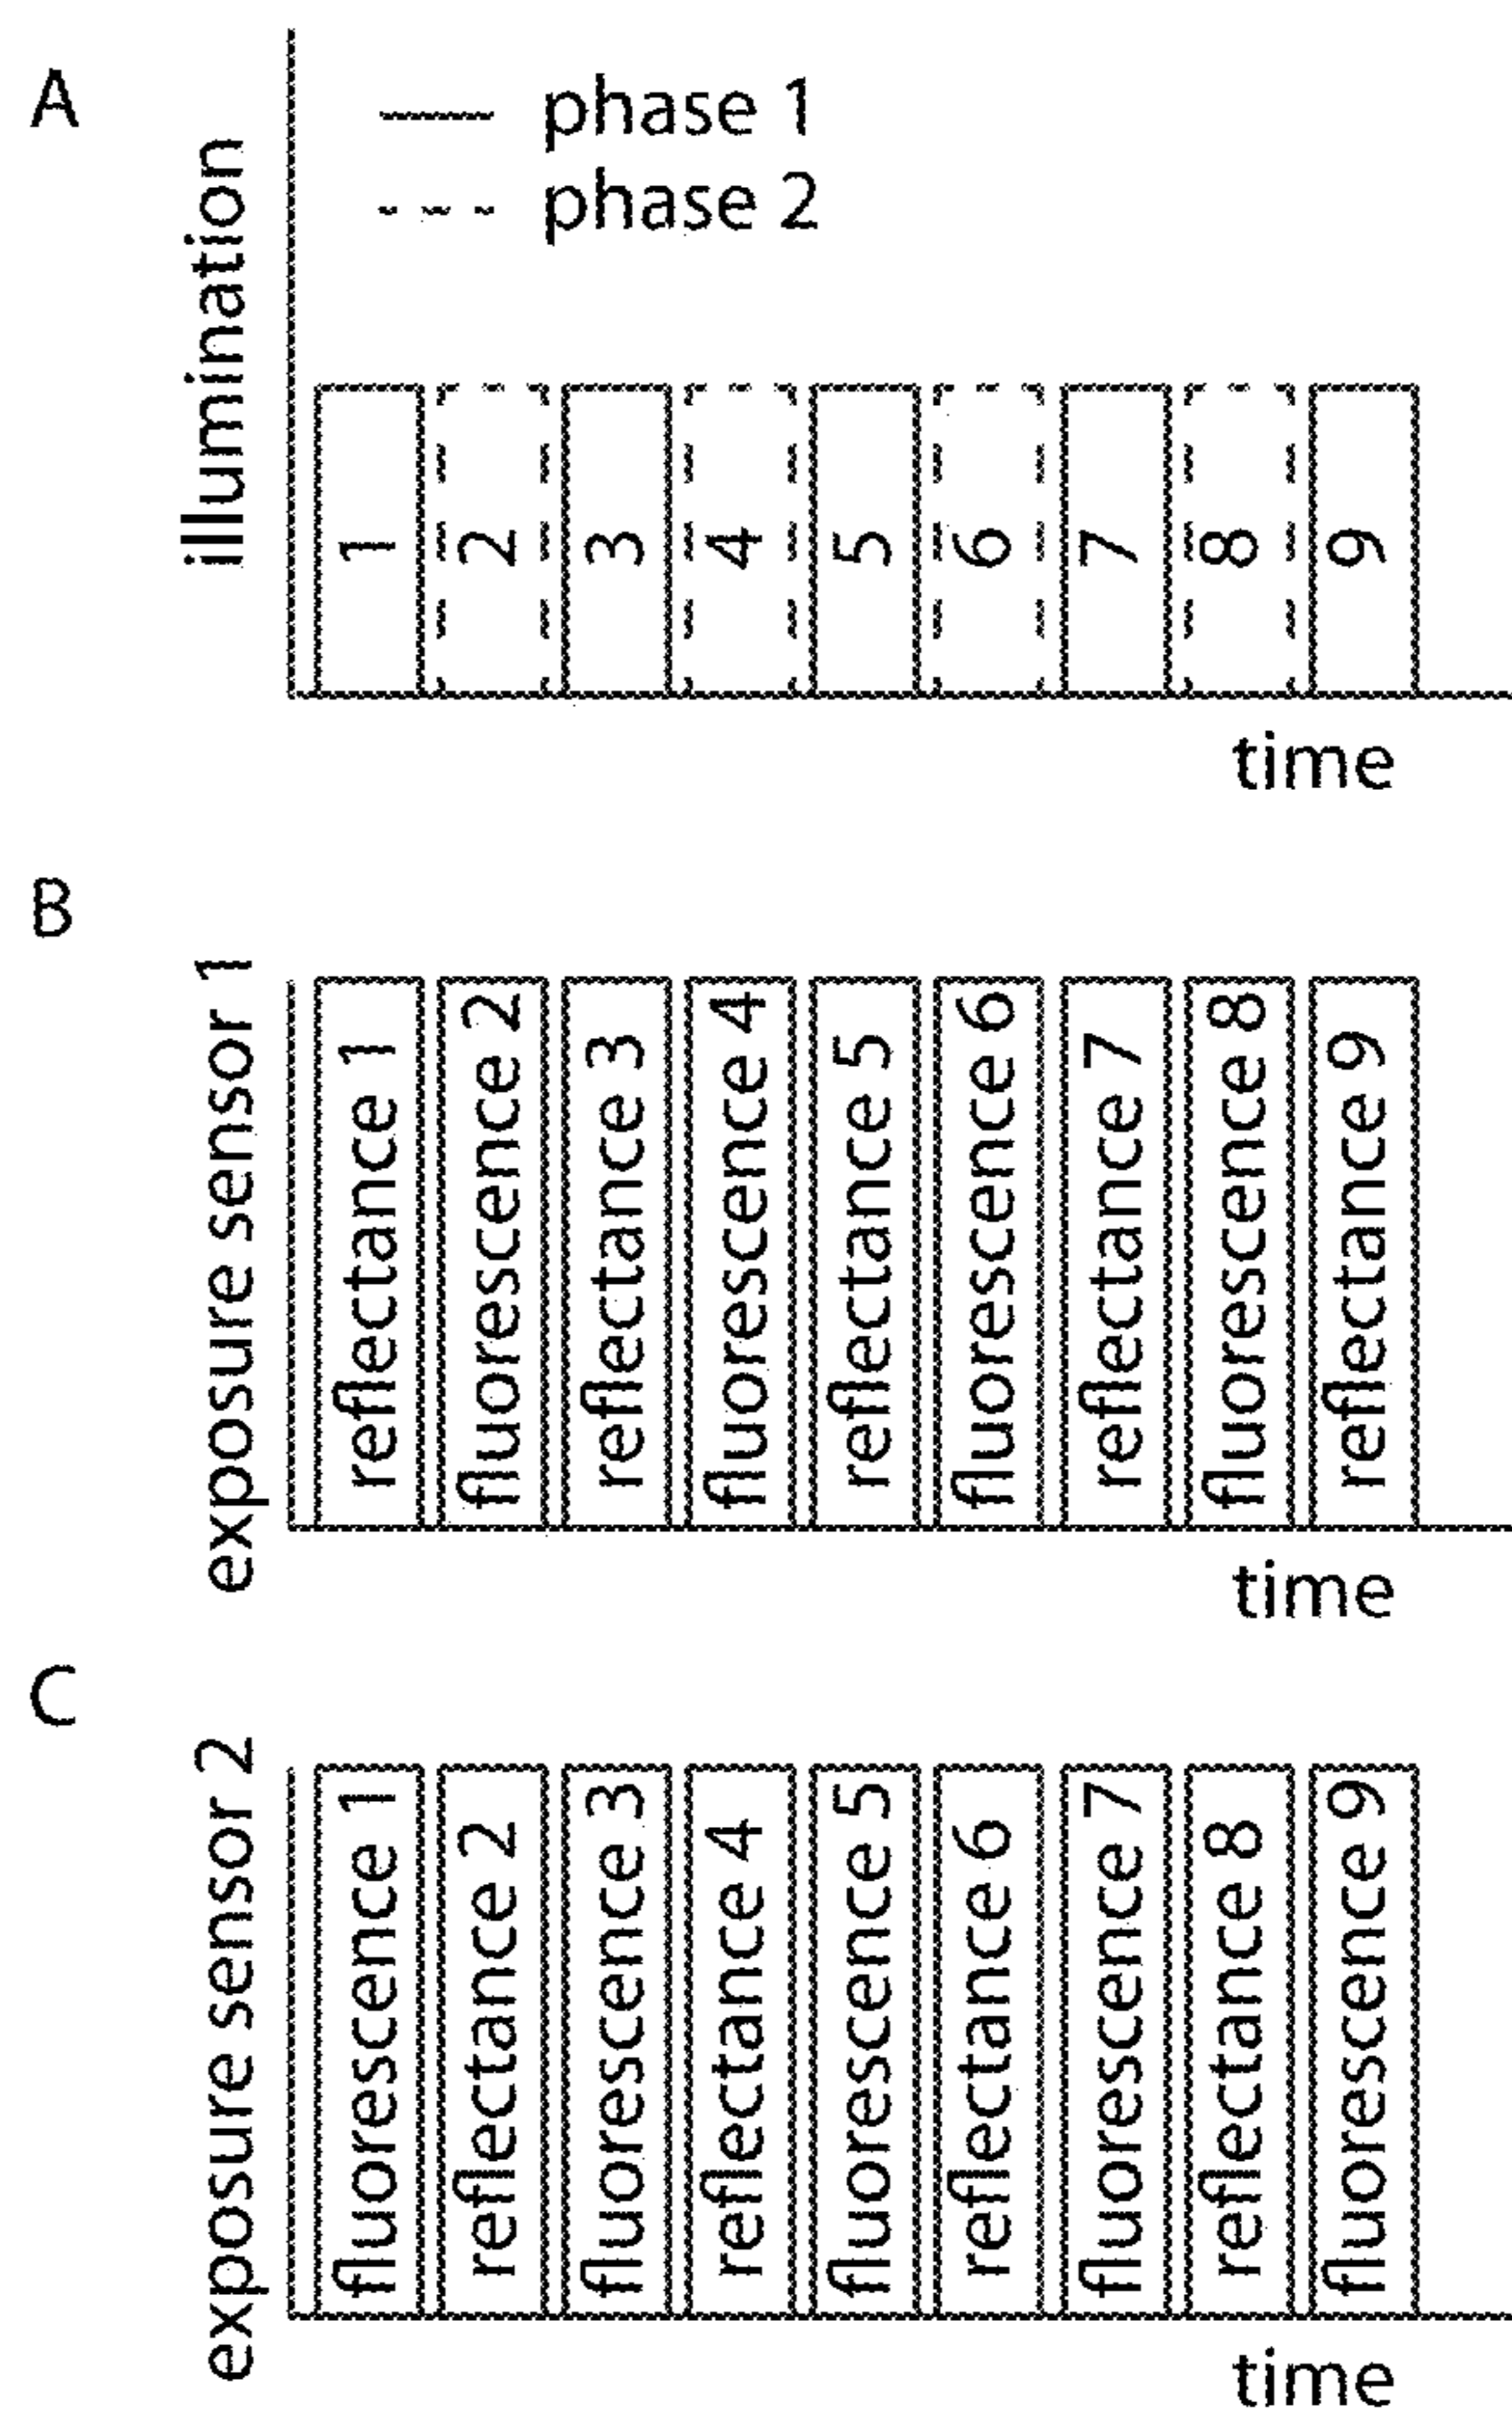 A
illumination
phase 1
phase 2
1
2
3
4
5
6
7
8
9
time
B
exposure sensor 1
reflectance 1
fluorescence 2
reflectance 3
fluorescence 4
reflectance 5
fluorescence 6
reflectance 7
fluorescence 8
reflectance 9
time
C
exposure sensor 2
fluorescence 1
reflectance 2
fluorescence 3
reflectance 4
fluorescence 5
reflectance 6
fluorescence 7
reflectance 8
fluorescence 9
time